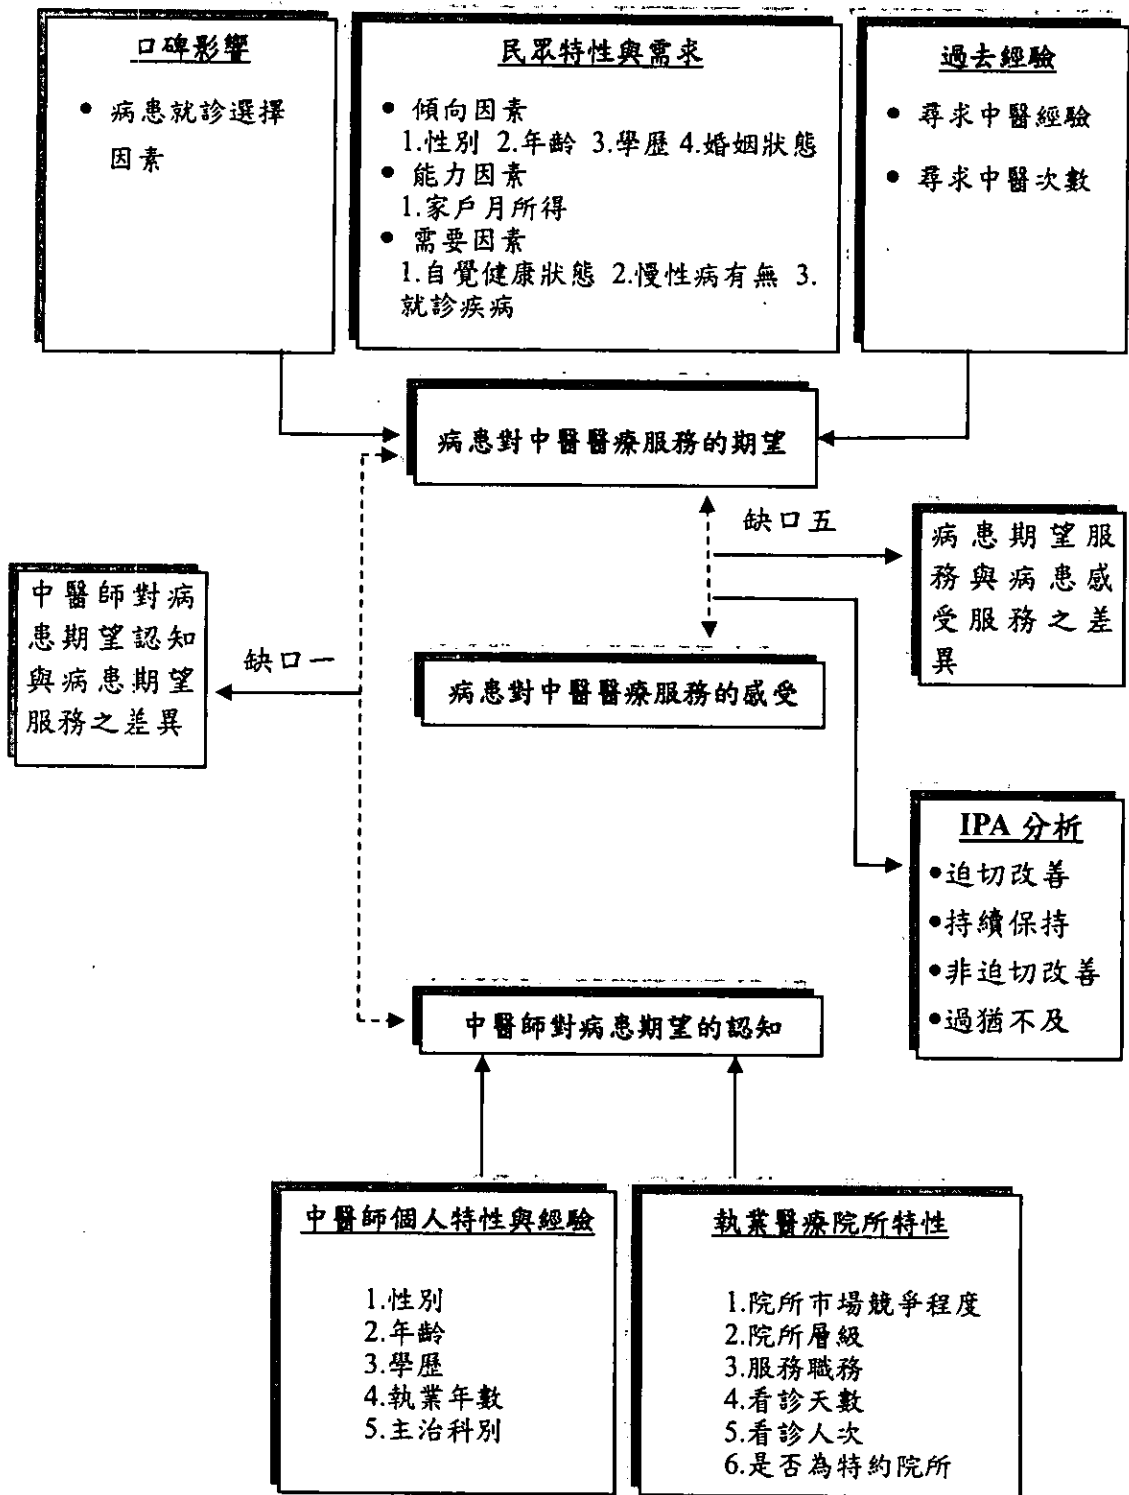 口碑影響
● 病患就診選擇
因素
民眾特性與需求
● 傾向因素
1.性別 2.年齡 3.學歷 4.婚姻狀態
● 能力因素
1.家戶月所得
● 需要因素
1.自覺健康狀態 2.慢性病有無 3.
就診疾病
過去經驗
● 尋求中醫經驗
● 尋求中醫次數
病患對中醫醫療服務的期望
缺口五
病患期望服
務與病患感
受服務之差
異
中醫師對病
患期望認知
與病患期望
服務之差異
缺口一
病患對中醫醫療服務的感受
IPA 分析
●迫切改善
●持續保持
●非迫切改善
●過猶不及
中醫師對病患期望的認知
中醫師個人特性與經驗
1.性別
2.年齡
3.學歷
4.執業年數
5.主治科別
執業醫療院所特性
1.院所市場競爭程度
2.院所層級
3.服務職務
4.看診天數
5.看診人次
6.是否為特約院所